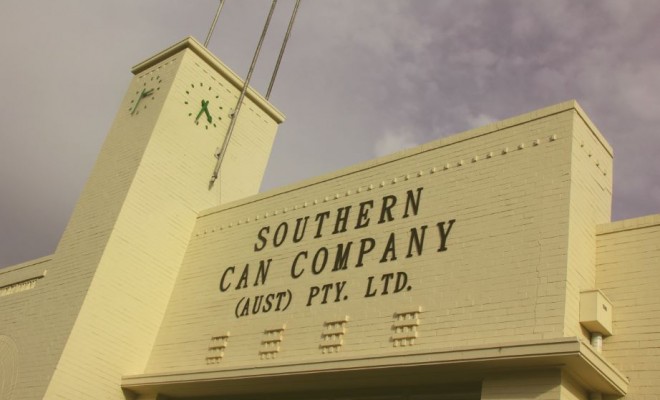 SOUTHERN
CAN COMPANY
(AUST) PTY. LTD.